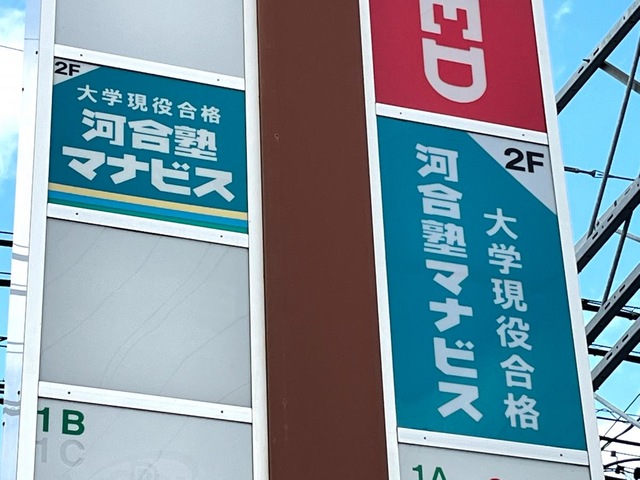 2F
大学現役合格
河合塾
マナビス
1B
1C
ED
2F
大学現役合格
河合塾マナビス
1A